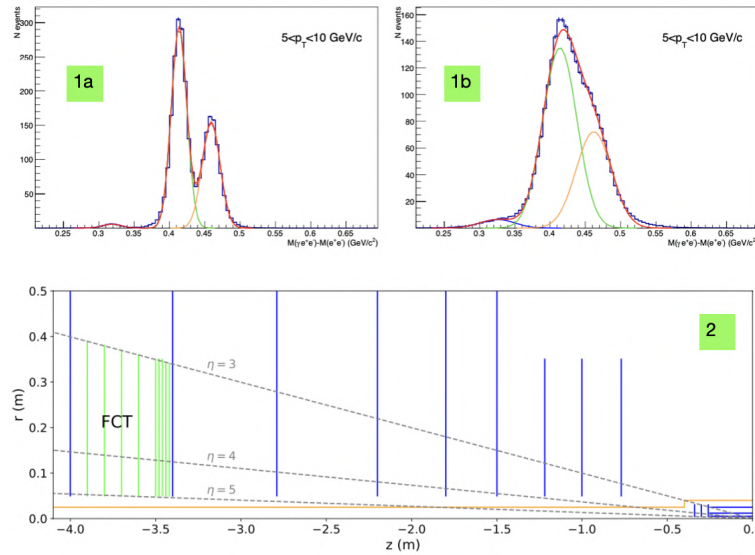 N events
300
250
200
150
100
50
1a
5<pT<10 GeV/c
0.25 0.3 0.35 0.4 0.45 0.5 0.55 0.6 0.65
M(γe⁺e⁻)-M(e⁺e⁻) (GeV/c²)
N events
160
140
120
100
80
60
40
20
1b
5<pT<10 GeV/c
0.25 0.3 0.35 0.4 0.45 0.5 0.55 0.6 0.65
M(γe⁺e⁻)-M(e⁺e⁻) (GeV/c²)
r (m)
0.5
0.4
0.3
0.2
0.1
0.0
2
η = 3
FCT
η = 4
η = 5
−4.0 −3.5 −3.0 −2.5 −2.0 −1.5 −1.0 −0.5 0.
z (m)